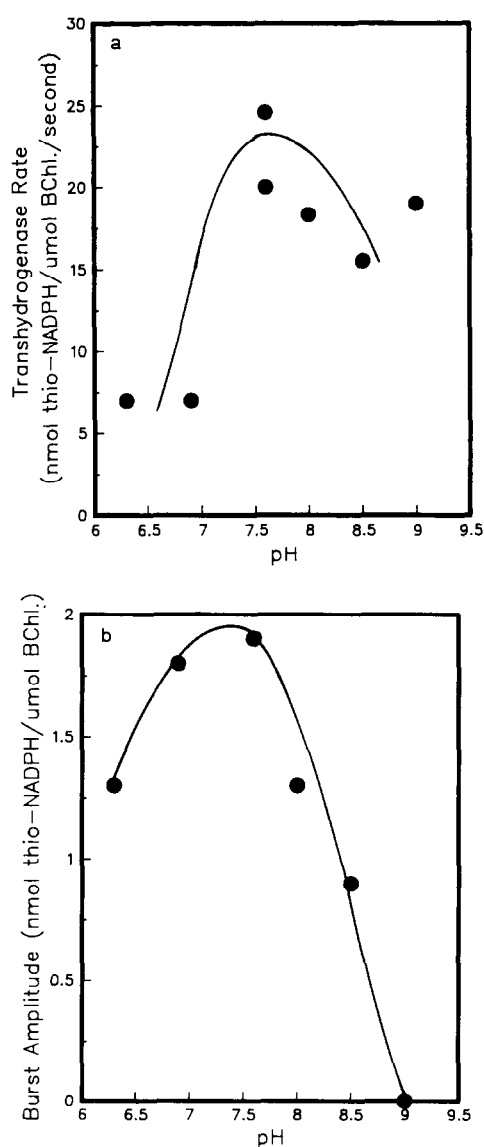 a
30
25
20
15
10
5
0
Transhydrogenase Rate
(nmol thio-NADPH/umol BChl./second)
6 6.5 7 7.5 8 8.5 9 9.5
pH
b
2
1.5
1
0.5
0
Burst Amplitude (nmol thio-NADPH/umol BChl.)
6 6.5 7 7.5 8 8.5 9 9.5
pH